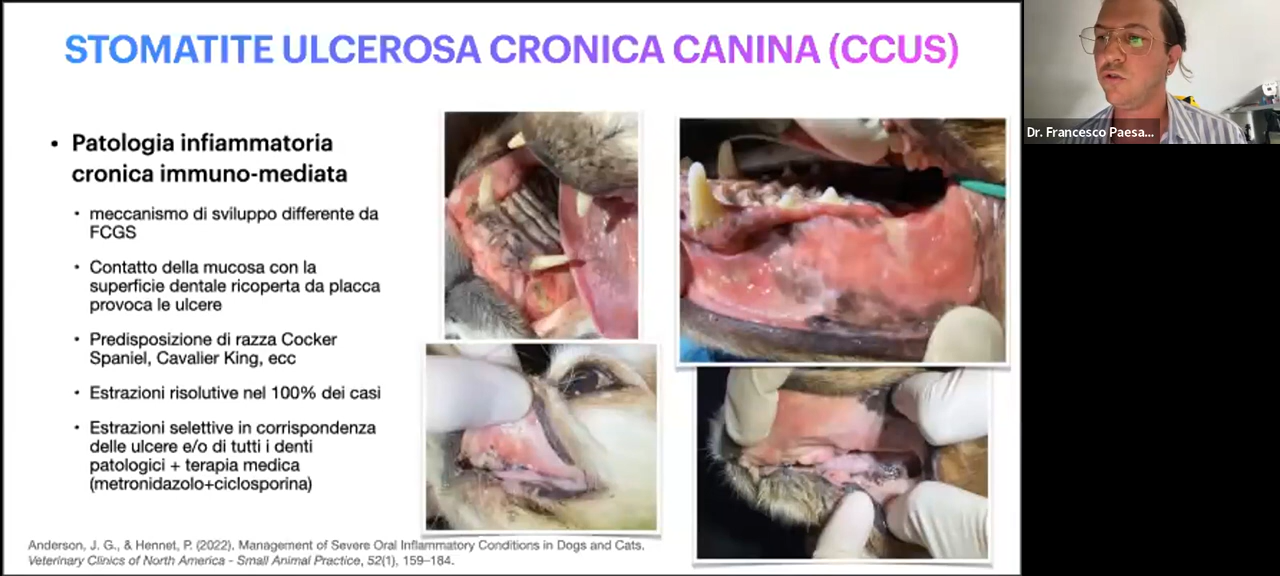 STOMATITE ULCEROSA CRONICA CANINA (CCUS)
• Patologia infiammatoria
cronica immuno-mediata
• meccanismo di sviluppo differente da
FCGS
• Contatto della mucosa con la
superficie dentale ricoperta da placca
provoca le ulcere
• Predisposizione di razza Cocker
Spaniel, Cavalier King, ecc
• Estrazioni risolutive nel 100% dei casi
• Estrazioni selettive in corrispondenza
delle ulcere e/o di tutti i denti
patologici + terapia medica
(metronidazolo+ciclosporina)
Anderson, J. G., & Hennet, P. (2022). Management of Severe Oral Inflammatory Conditions in Dogs and Cats.
Veterinary Clinics of North America - Small Animal Practice, 52(1), 159–184.
Dr. Francesco Paesa...